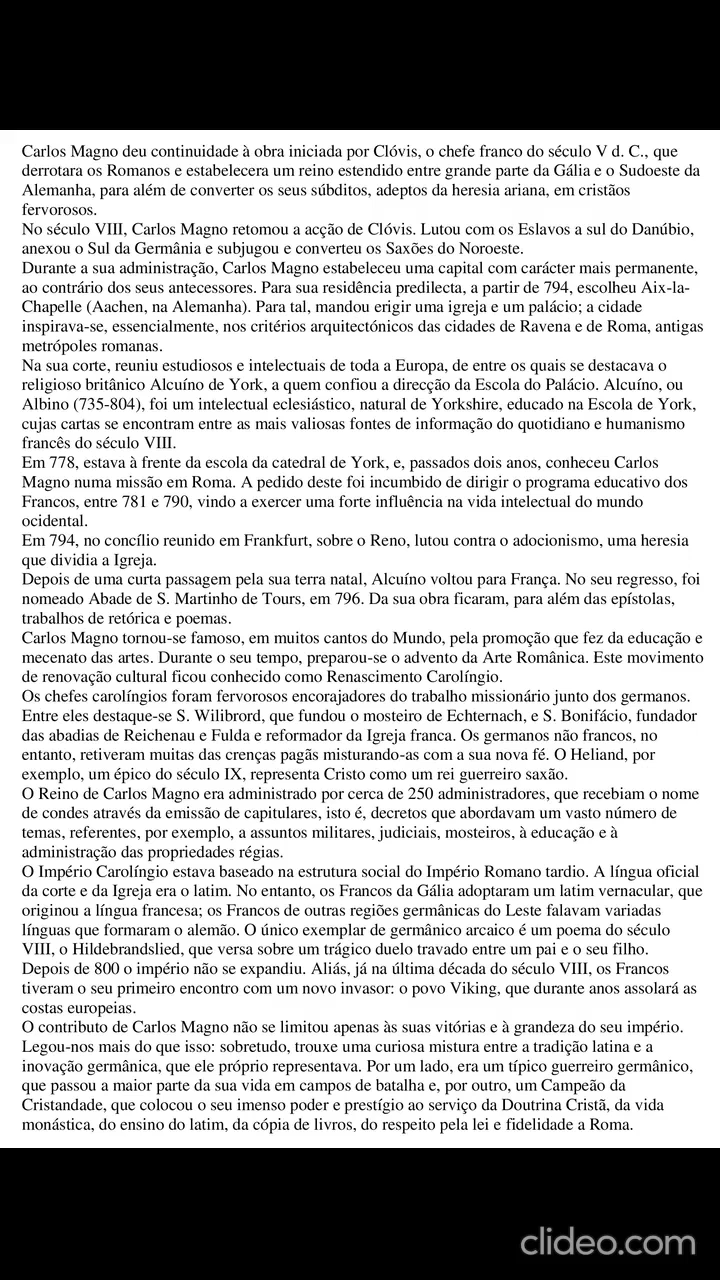 Carlos Magno deu continuidade à obra iniciada por Clóvis, o chefe franco do século V d. C., que
derrotara os Romanos e estabelecera um reino estendido entre grande parte da Gália e o Sudoeste da
Alemanha, para além de converter os seus súbditos, adeptos da heresia ariana, em cristãos
fervorosos.
No século VIII, Carlos Magno retomou a acção de Clóvis. Lutou com os Eslavos a sul do Danúbio,
anexou o Sul da Germânia e subjugou e converteu os Saxões do Noroeste.
Durante a sua administração, Carlos Magno estabeleceu uma capital com carácter mais permanente,
ao contrário dos seus antecessores. Para sua residência predilecta, a partir de 794, escolheu Aix-la-
Chapelle (Aachen, na Alemanha). Para tal, mandou erigir uma igreja e um palácio; a cidade
inspirava-se, essencialmente, nos critérios arquitectónicos das cidades de Ravena e de Roma, antigas
metrópoles romanas.
Na sua corte, reuniu estudiosos e intelectuais de toda a Europa, de entre os quais se destacava o
religioso britânico Alcuíno de York, a quem confiou a direcção da Escola do Palácio. Alcuíno, ou
Albino (735-804), foi um intelectual eclesiástico, natural de Yorkshire, educado na Escola de York,
cujas cartas se encontram entre as mais valiosas fontes de informação do quotidiano e humanismo
francês do século VIII.
Em 778, estava à frente da escola da catedral de York, e, passados dois anos, conheceu Carlos
Magno numa missão em Roma. A pedido deste foi incumbido de dirigir o programa educativo dos
Francos, entre 781 e 790, vindo a exercer uma forte influência na vida intelectual do mundo
ocidental.
Em 794, no concílio reunido em Frankfurt, sobre o Reno, lutou contra o adocionismo, uma heresia
que dividia a Igreja.
Depois de uma curta passagem pela sua terra natal, Alcuíno voltou para França. No seu regresso, foi
nomeado Abade de S. Martinho de Tours, em 796. Da sua obra ficaram, para além das epístolas,
trabalhos de retórica e poemas.
Carlos Magno tornou-se famoso, em muitos cantos do Mundo, pela promoção que fez da educação e
mecenato das artes. Durante o seu tempo, preparou-se o advento da Arte Românica. Este movimento
de renovação cultural ficou conhecido como Renascimento Carolíngio.
Os chefes carolíngios foram fervorosos encorajadores do trabalho missionário junto dos germanos.
Entre eles destaque-se S. Wilibrord, que fundou o mosteiro de Echternach, e S. Bonifácio, fundador
das abadias de Reichenau e Fulda e reformador da Igreja franca. Os germanos não francos, no
entanto, retiveram muitas das crenças pagãs misturando-as com a sua nova fé. O Heliand, por
exemplo, um épico do século IX, representa Cristo como um rei guerreiro saxão.
O Reino de Carlos Magno era administrado por cerca de 250 administradores, que recebiam o nome
de condes através da emissão de capitulares, isto é, decretos que abordavam um vasto número de
temas, referentes, por exemplo, a assuntos militares, judiciais, mosteiros, à educação e à
administração das propriedades régias.
O Império Carolíngio estava baseado na estrutura social do Império Romano tardio. A língua oficial
da corte e da Igreja era o latim. No entanto, os Francos da Gália adoptaram um latim vernacular, que
originou a língua francesa; os Francos de outras regiões germânicas do Leste falavam variadas
línguas que formaram o alemão. O único exemplar de germânico arcaico é um poema do século
VIII, o Hildebrandslied, que versa sobre um trágico duelo travado entre um pai e o seu filho.
Depois de 800 o império não se expandiu. Aliás, já na última década do século VIII, os Francos
tiveram o seu primeiro encontro com um novo invasor: o povo Viking, que durante anos assolará as
costas europeias.
O contributo de Carlos Magno não se limitou apenas às suas vitórias e à grandeza do seu império.
Legou-nos mais do que isso: sobretudo, trouxe uma curiosa mistura entre a tradição latina e a
inovação germânica, que ele próprio representava. Por um lado, era um típico guerreiro germânico,
que passou a maior parte da sua vida em campos de batalha e, por outro, um Campeão da
Cristandade, que colocou o seu imenso poder e prestígio ao serviço da Doutrina Cristã, da vida
monástica, do ensino do latim, da cópia de livros, do respeito pela lei e fidelidade a Roma.
clideo.com